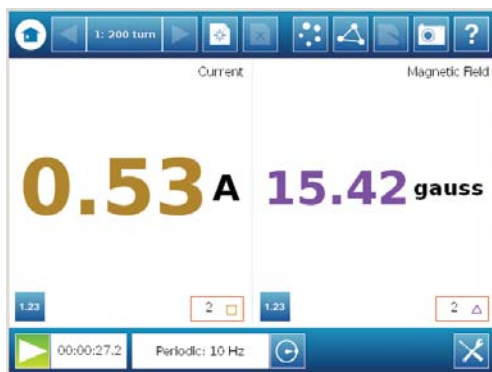 1: 200 turn
?
Current
Magnetic Field
0.53 A
15.42 gauss
1.23
2
1.23
2
00:00:27.2
Periodic: 10 Hz